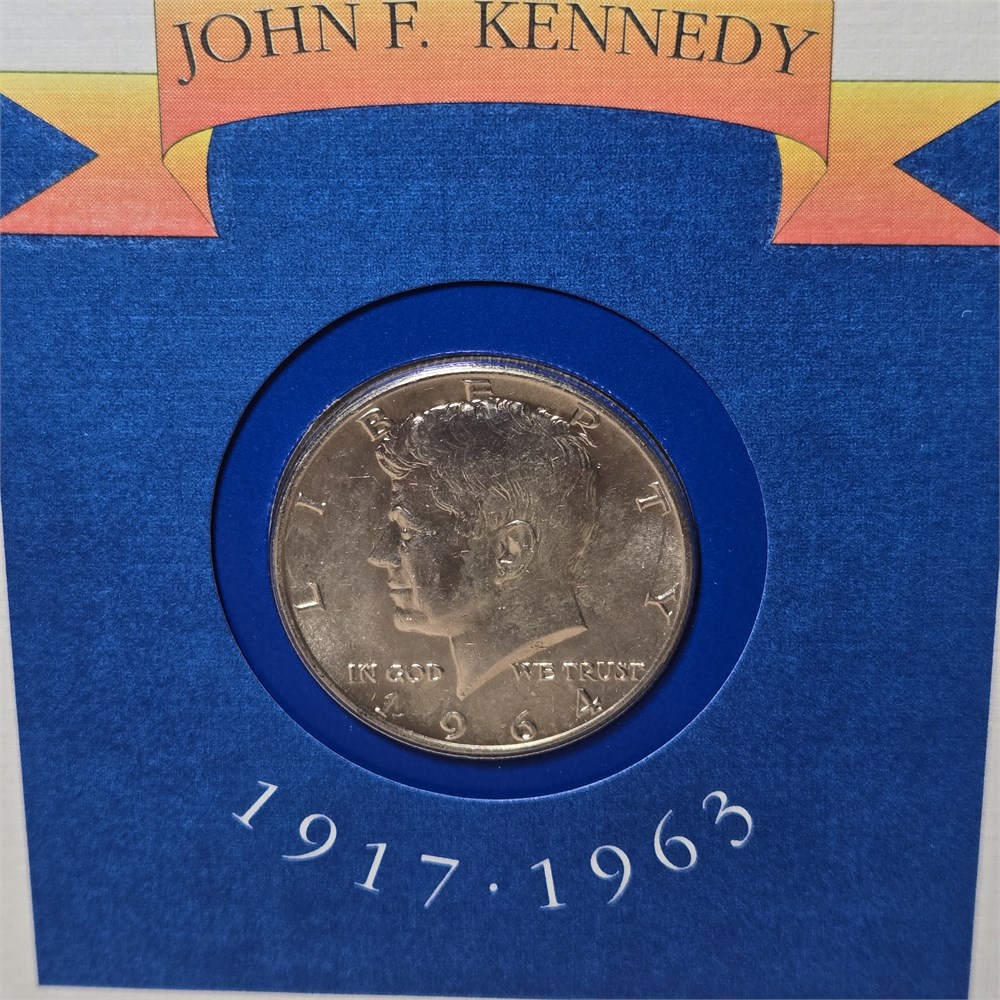 JOHN F. KENNEDY
LIBERTY
IN GOD WE TRUST
1964
1917 · 1963